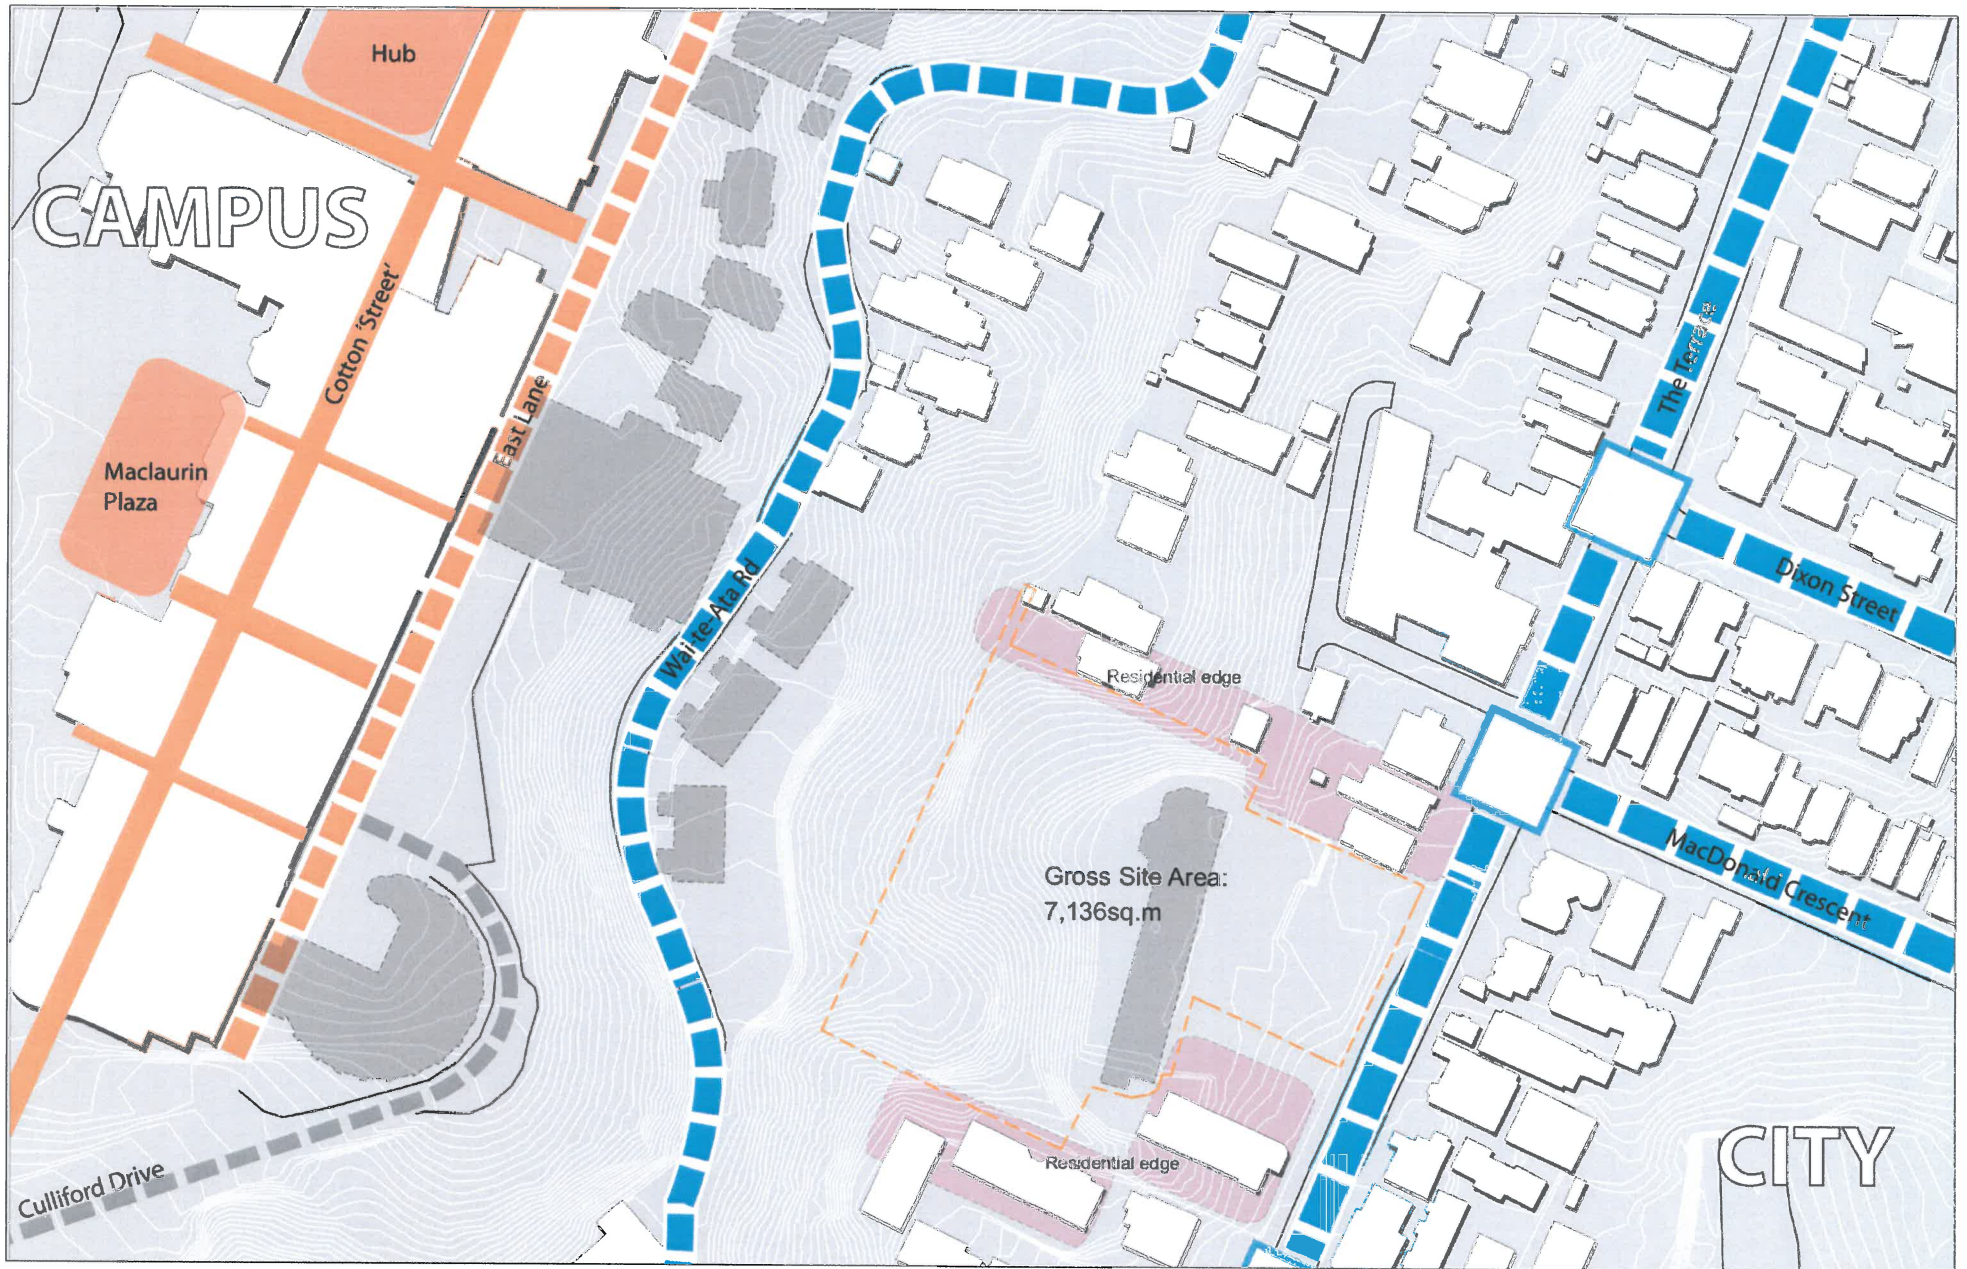 Hub
CAMPUS
Cotton 'Street'
East Lane
Maclaurin
Plaza
Wai-te-Ata Rd
The Terrace
Dixon Street
MacDonald Crescent
Residential edge
Gross Site Area:
7,136sq.m
Residential edge
Culliford Drive
CITY